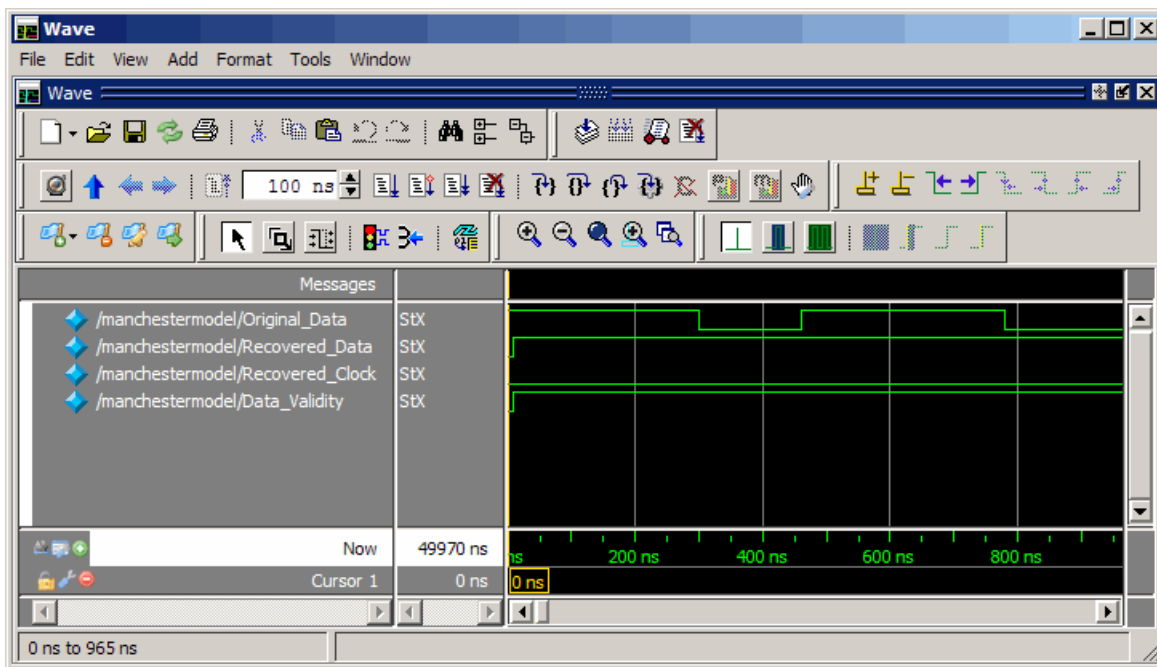 Wave
File Edit View Add Format Tools Window
Wave
100 ns
Messages
/manchestermodel/Original_Data StX
/manchestermodel/Recovered_Data StX
/manchestermodel/Recovered_Clock StX
/manchestermodel/Data_Validity StX
Now 49970 ns ns 200 ns 400 ns 600 ns 800 ns
Cursor 1 0 ns 0 ns
0 ns to 965 ns